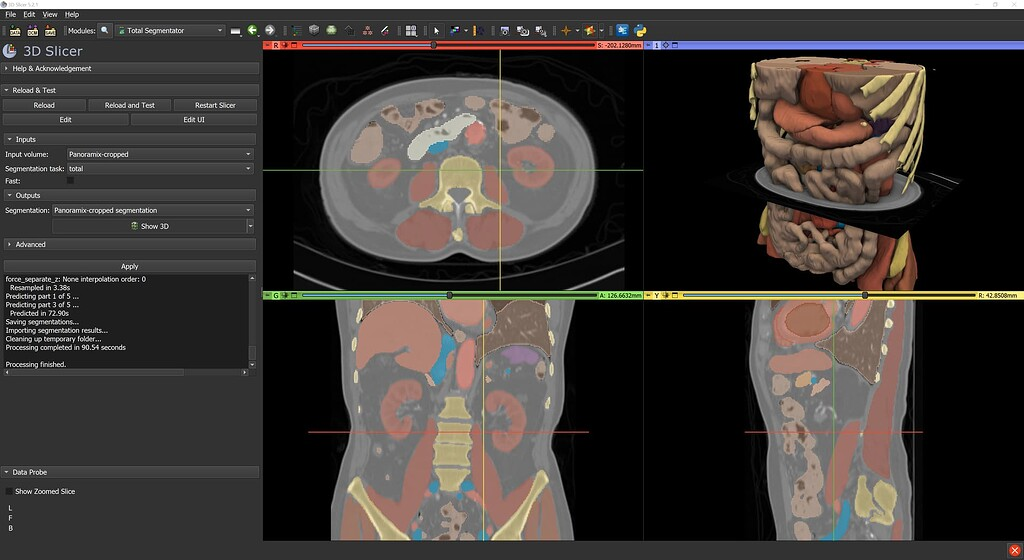 3D Slicer 5.2.1
File Edit View Help
DATA DCM SAVE Modules: Total Segmentator
3D Slicer
Help & Acknowledgement
Reload & Test
Reload Reload and Test Restart Slicer
Edit Edit UI
Inputs
Input volume: Panoramix-cropped
Segmentation task: total
Fast:
Outputs
Segmentation: Panoramix-cropped segmentation
Show 3D
Advanced
Apply
force_separate_z: None interpolation order: 0
Resampled in 3.38s
Predicting part 1 of 5 ...
Predicting part 3 of 5 ...
Predicted in 72.90s
Saving segmentations...
Importing segmentation results...
Cleaning up temporary folder...
Processing completed in 90.54 seconds
Processing finished.
Data Probe
Show Zoomed Slice
L
F
B
R S: -202.1280mm
1
G A: 126.6632mm
Y R: 42.8508mm